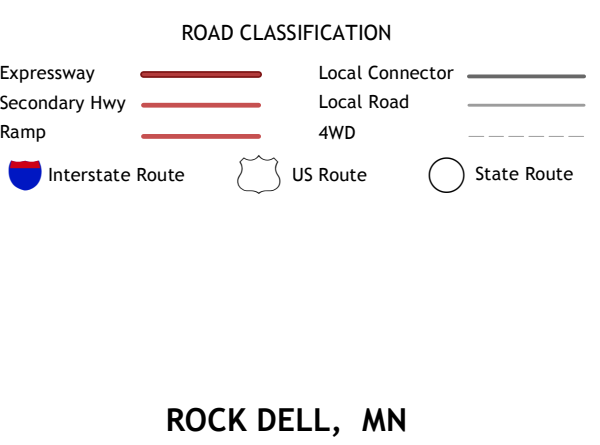 ROAD CLASSIFICATION
Expressway
Local Connector
Secondary Hwy
Local Road
Ramp
4WD
Interstate Route
US Route
State Route
ROCK DELL, MN